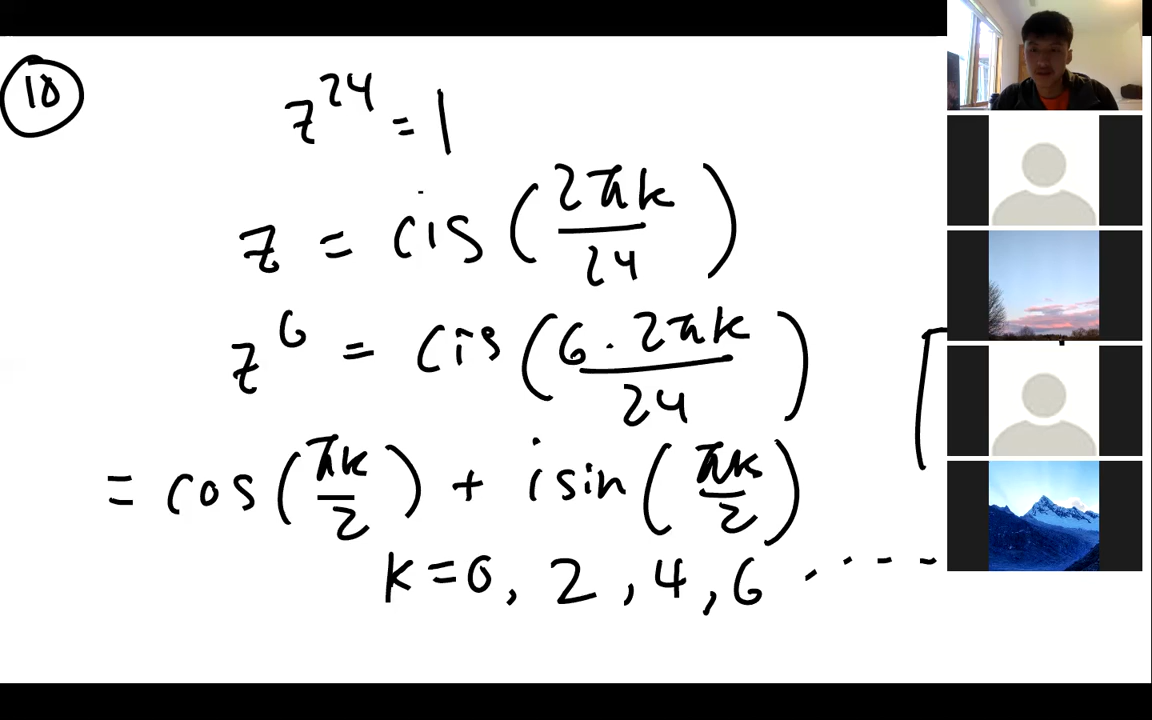 10
z^24 = 1
z = cis(2πk/24)
z^6 = cis(6·2πk/24)
= cos(πk/2) + i sin(πk/2)
k=0, 2, 4, 6 ....